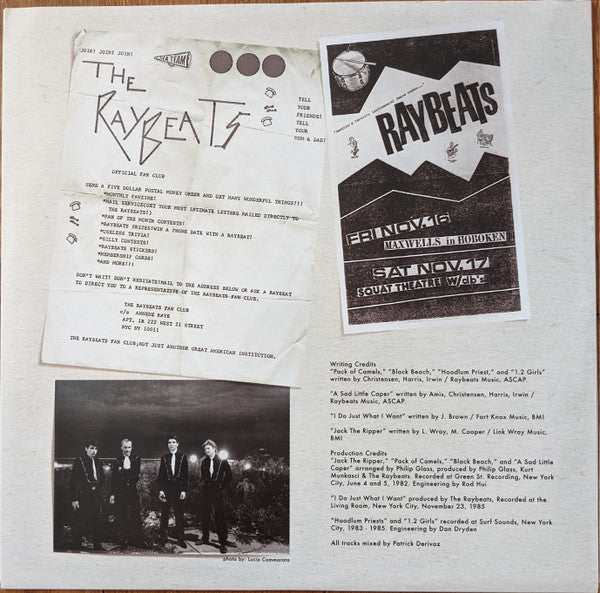 JOIN! JOIN! JOIN!
THE
RAYBEATS
TELL
YOUR
FRIENDS!
TELL
YOUR
MOM & DAD!
OFFICIAL FAN CLUB
SEND A FIVE DOLLAR POSTAL MONEY ORDER AND GET MANY WONDERFUL THINGS!!!!
*MONTHLY FANZINE!
*MAIL SERVICE(GET YOUR MOST INTIMATE LETTERS MAILED DIRECTLY TO
THE RAYBEATS!)
*FAN OF THE MONTH CONTESTS!
*RAYBEATS PRIZES!WIN A PHONE DATE WITH A RAYBEAT!
*USELESS TRIVIA!
*SILLY CONTESTS!
*RAYBEATS STICKERS!
*MEMBERSHIP CARDS!
*AND MORE!!!
DON'T WAIT! DON'T HESITATE!MAIL TO THE ADDRESS BELOW OR ASK A RAYBEAT
TO DIRECT YOU TO A REPRESENTATIVE OF THE RAYBEATS-FAN CLUB.
THE RAYBEATS FAN CLUB
c/o ANNENE KAYE
APT. 1R 222 WEST 21 STREET
NYC NY 10011
THE RAYBEATS FAN CLUB;NOT JUST ANOTHER GREAT AMERICAN INSTITUTION.
RAYBEATS
FRI NOV. 16
MAXWELLS in HOBOKEN
SAT NOV. 17
SQUAT THEATRE W/db's
Writing Credits
"Pack of Camels," "Black Beach," "Hoodlum Priest," and "1.2 Girls"
written by Christensen, Harris, Irwin / Raybeats Music, ASCAP.
"A Sad Little Caper" written by Amis, Christensen, Harris, Irwin /
Raybeats Music, ASCAP.
"I Do Just What I Want" written by J. Brown / Fort Knox Music, BMI
"Jack The Ripper" written by L. Wray, M. Cooper / Link Wray Music,
BMI
Production Credits
"Jack The Ripper," "Pack of Camels," "Black Beach," and "A Sad Little
Caper" arranged by Philip Glass, produced by Philip Glass, Kurt
Munkasci & The Raybeats. Recorded at Green St. Recording, New York
City, June 4 and 5, 1982. Engineering by Rod Hui
"I Do Just What I Want" produced by The Raybeats, Recorded at the
Living Room, New York City, November 23, 1985
"Hoodlum Priests" and "1.2 Girls" recorded at Surf Sounds, New York
City, 1983 - 1985. Engineering by Dan Dryden
All tracks mixed by Patrick Derivaz
photo by: Lucia Cammarata